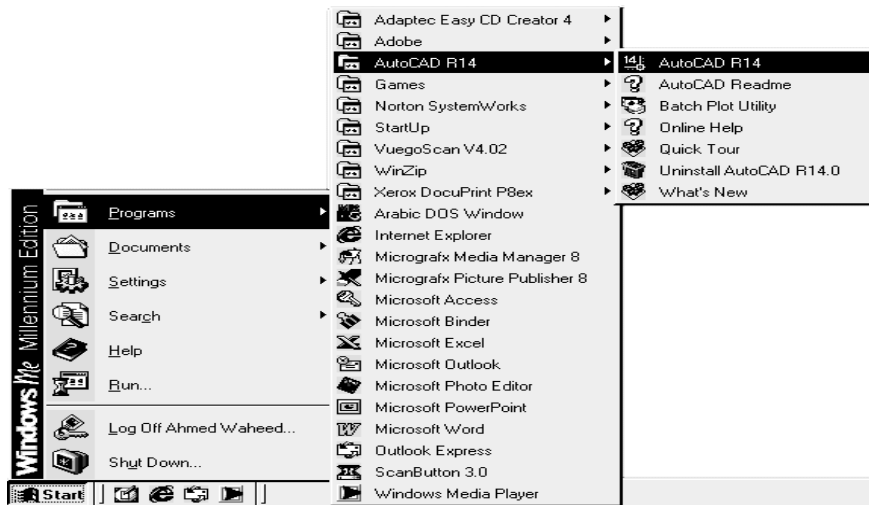 Adaptec Easy CD Creator 4
Adobe
AutoCAD R14
Games
Norton SystemWorks
StartUp
VuegoScan V4.02
WinZip
Xerox DocuPrint P8ex
Arabic DOS Window
Internet Explorer
Micrografx Media Manager 8
Micrografx Picture Publisher 8
Microsoft Access
Microsoft Binder
Microsoft Excel
Microsoft Outlook
Microsoft Photo Editor
Microsoft PowerPoint
Microsoft Word
Outlook Express
ScanButton 3.0
Windows Media Player
AutoCAD R14
AutoCAD Readme
Batch Plot Utility
Online Help
Quick Tour
Uninstall AutoCAD R14.0
What's New
Windows Me Millennium Edition
Programs
Documents
Settings
Search
Help
Run...
Log Off Ahmed Waheed...
Shut Down...
Start